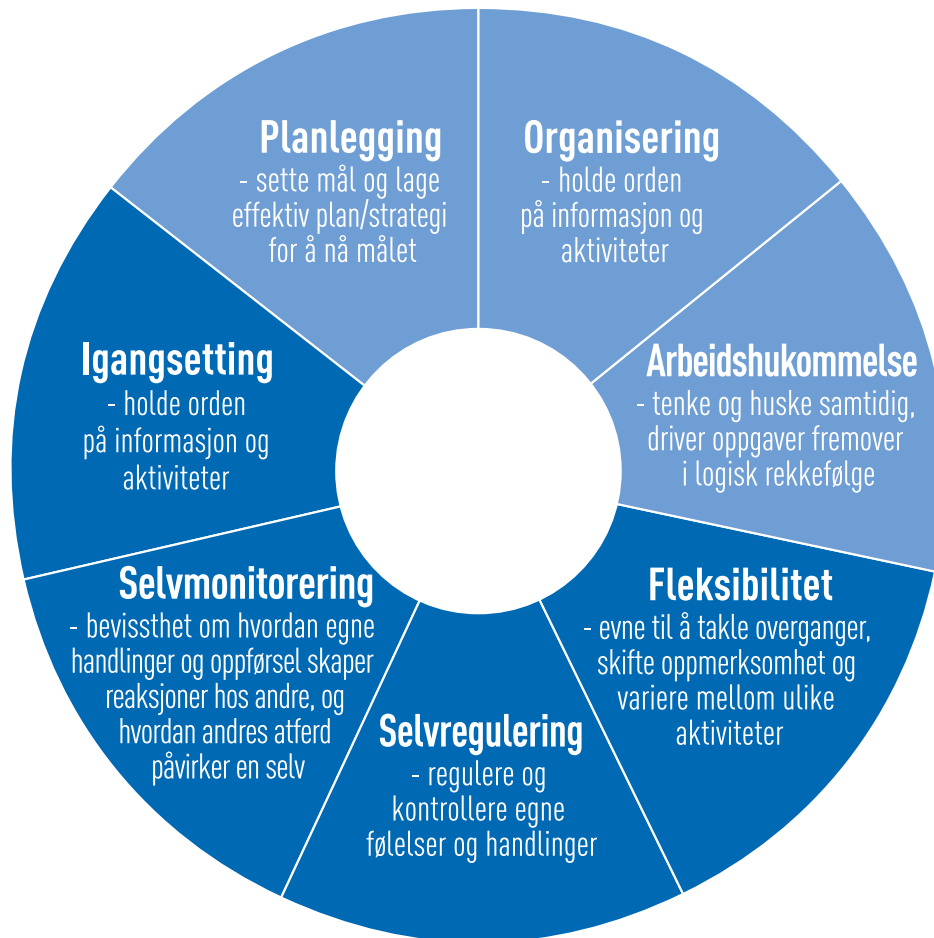 Planlegging
- sette mål og lage
effektiv plan/strategi
for å nå målet
Organisering
- holde orden
på informasjon og
aktiviteter
Arbeidshukommelse
- tenke og huske samtidig,
driver oppgaver fremover
i logisk rekkefølge
Fleksibilitet
- evne til å takle overganger,
skifte oppmerksomhet og
variere mellom ulike
aktiviteter
Selvregulering
- regulere og
kontrollere egne
følelser og handlinger
Selvmonitorering
- bevissthet om hvordan egne
handlinger og oppførsel skaper
reaksjoner hos andre, og
hvordan andres atferd
påvirker en selv
Igangsetting
- holde orden
på informasjon og
aktiviteter